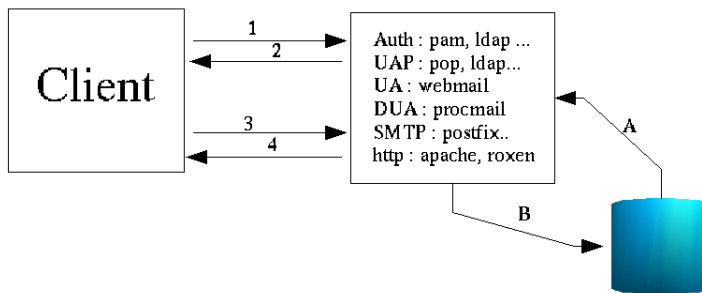 Client
1
2
3
4
Auth : pam, ldap ...
UAP : pop, ldap...
UA : webmail
DUA : procmail
SMTP : postfix..
http : apache, roxen
A
B